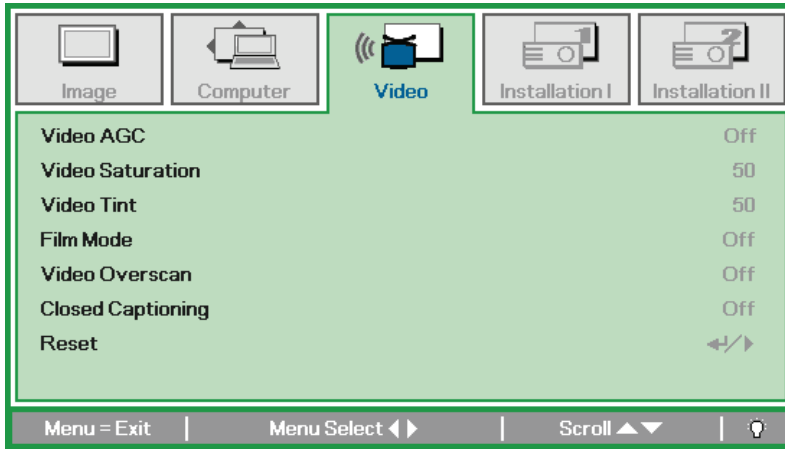 Image Computer Video Installation I Installation II
Video AGC Off
Video Saturation 50
Video Tint 50
Film Mode Off
Video Overscan Off
Closed Captioning Off
Reset ↵/▶
Menu = Exit | Menu Select ◀▶ | Scroll ▲▼ |